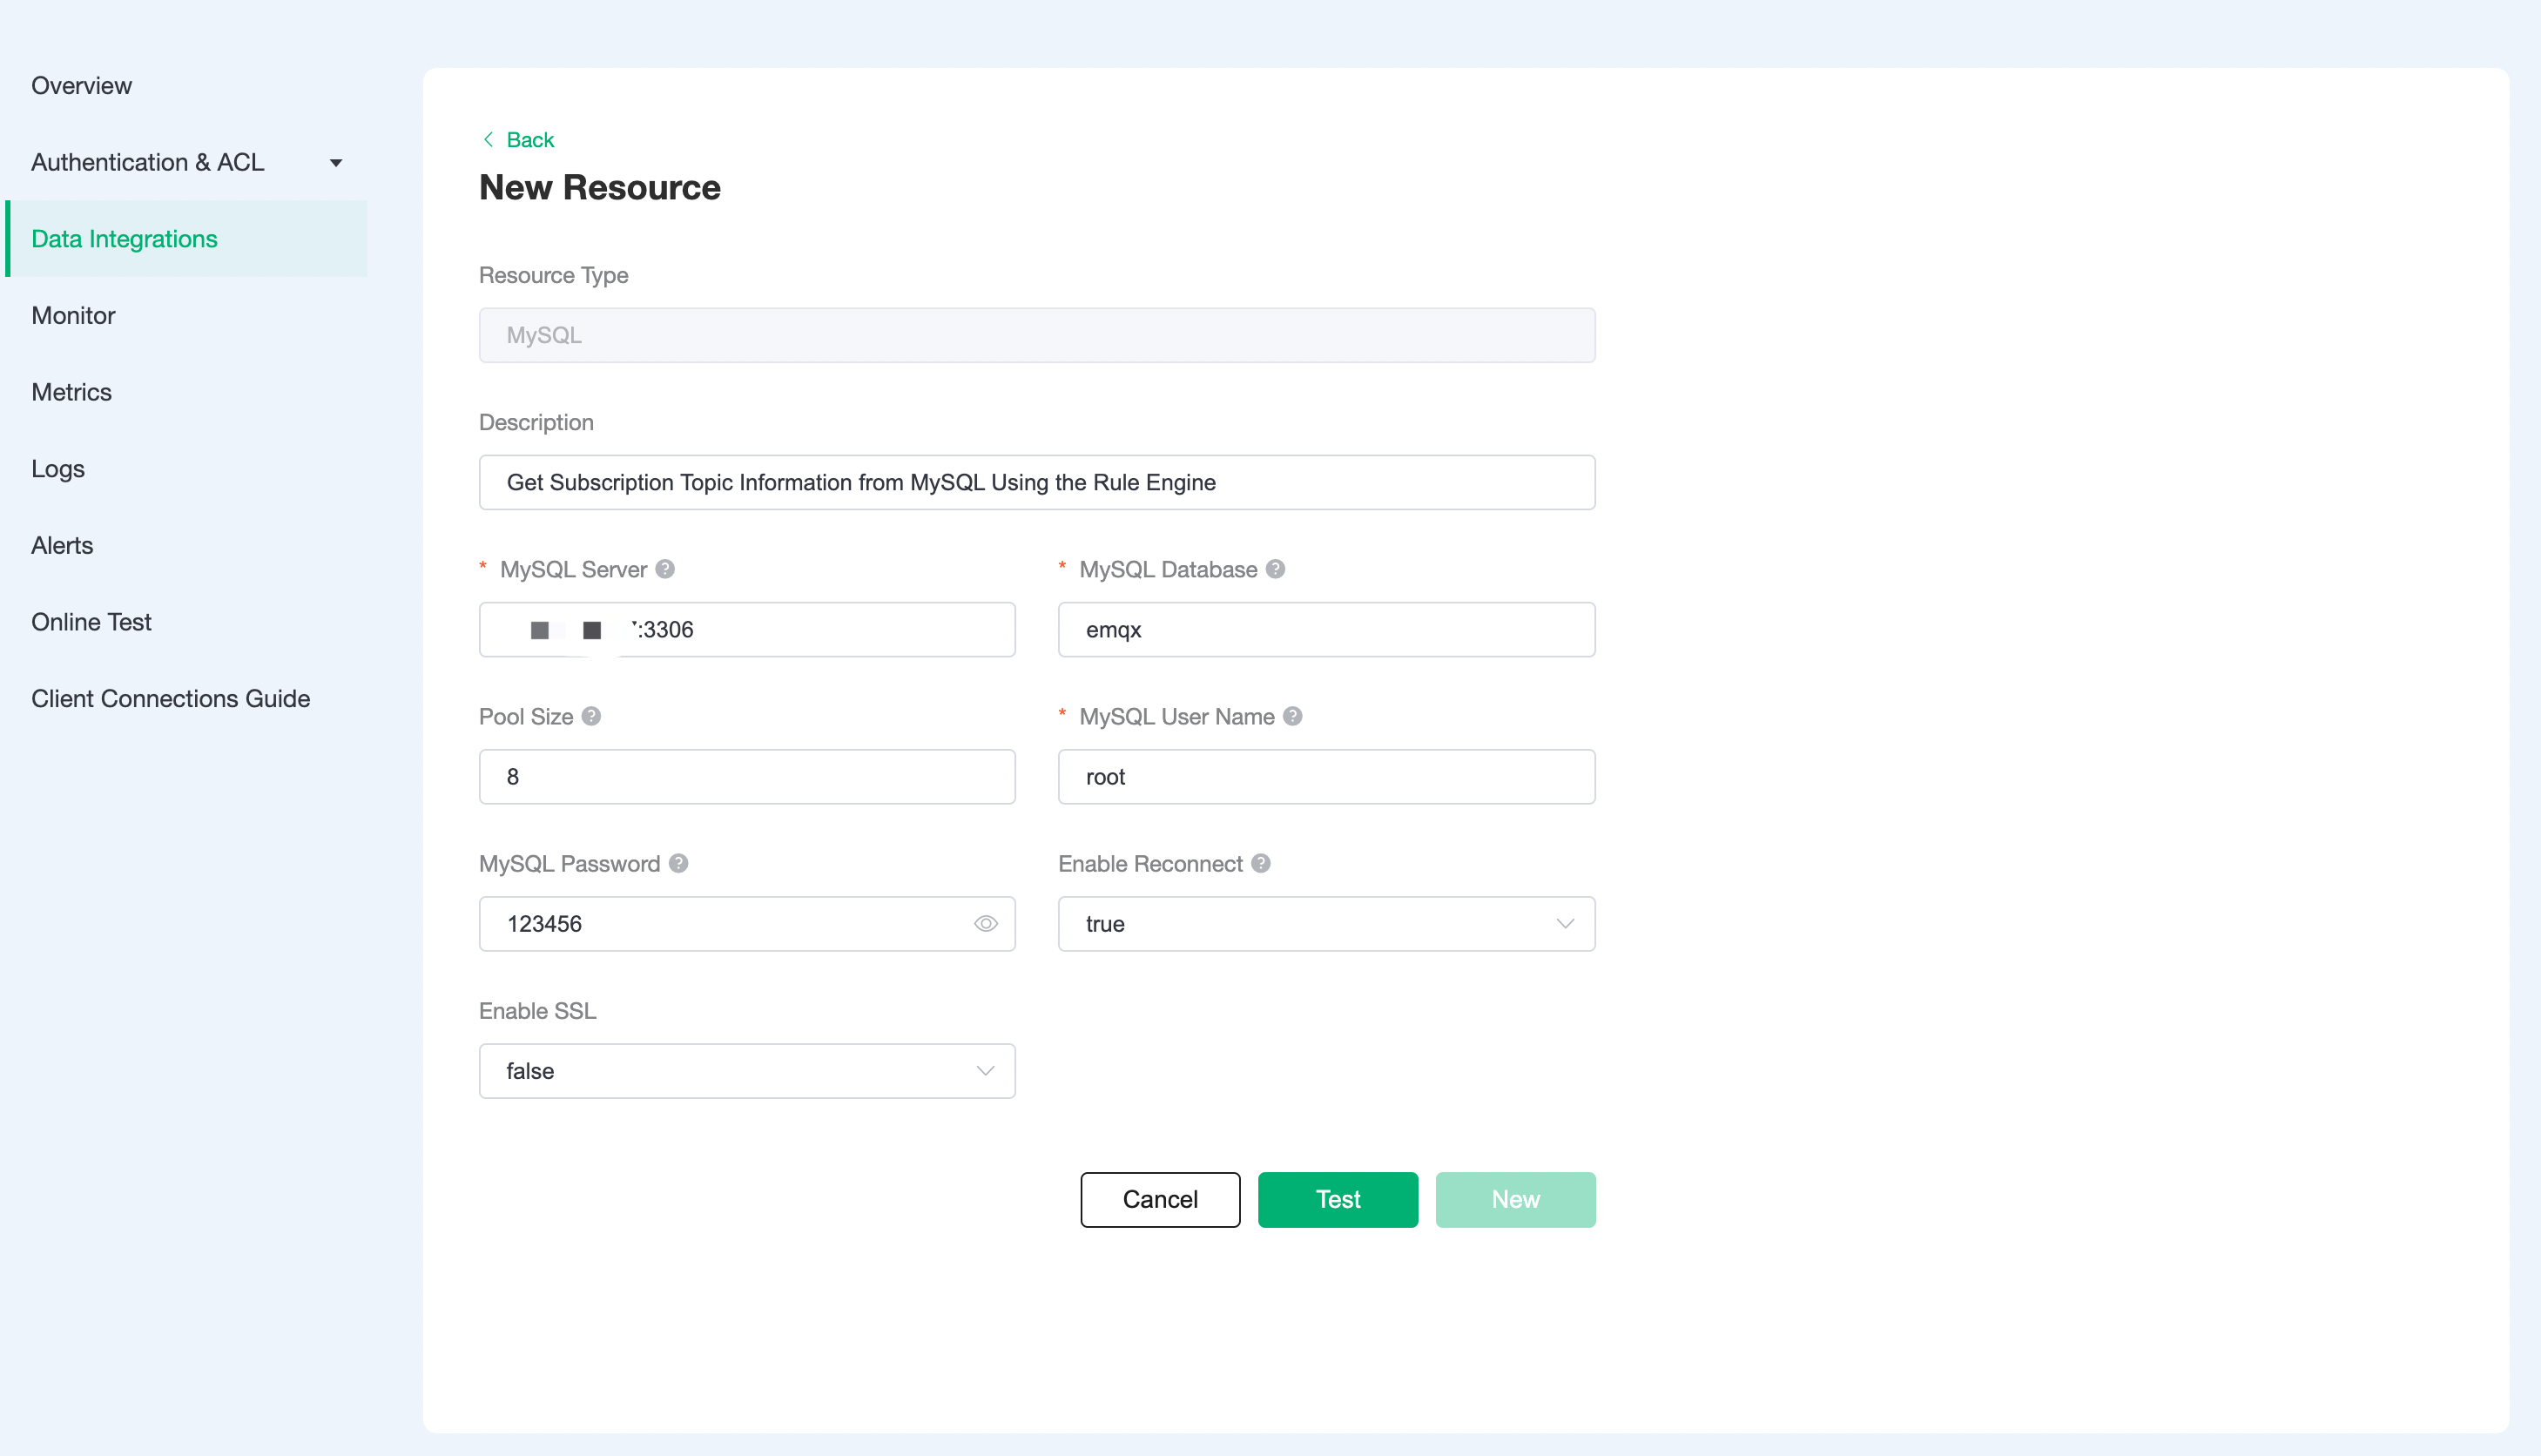 Overview
Authentication & ACL
Data Integrations
Monitor
Metrics
Logs
Alerts
Online Test
Client Connections Guide
Back
New Resource
Resource Type
MySQL
Description
Get Subscription Topic Information from MySQL Using the Rule Engine
* MySQL Server ?
* MySQL Database ?
:3306
emqx
Pool Size ?
* MySQL User Name ?
8
root
MySQL Password ?
Enable Reconnect ?
123456
true
Enable SSL
false
Cancel
Test
New